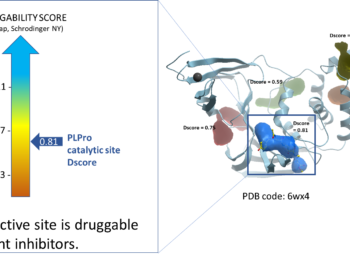 GABILITY SCORE
ap, Schrodinger NY)
1
7
3
0.81
PLPro
catalytic site
Dscore
ctive site is druggable
nt inhibitors.
Dscore =
Dscore = 0.59
Dscore = 0.75
Dscore
= 0.81
PDB code: 6wx4